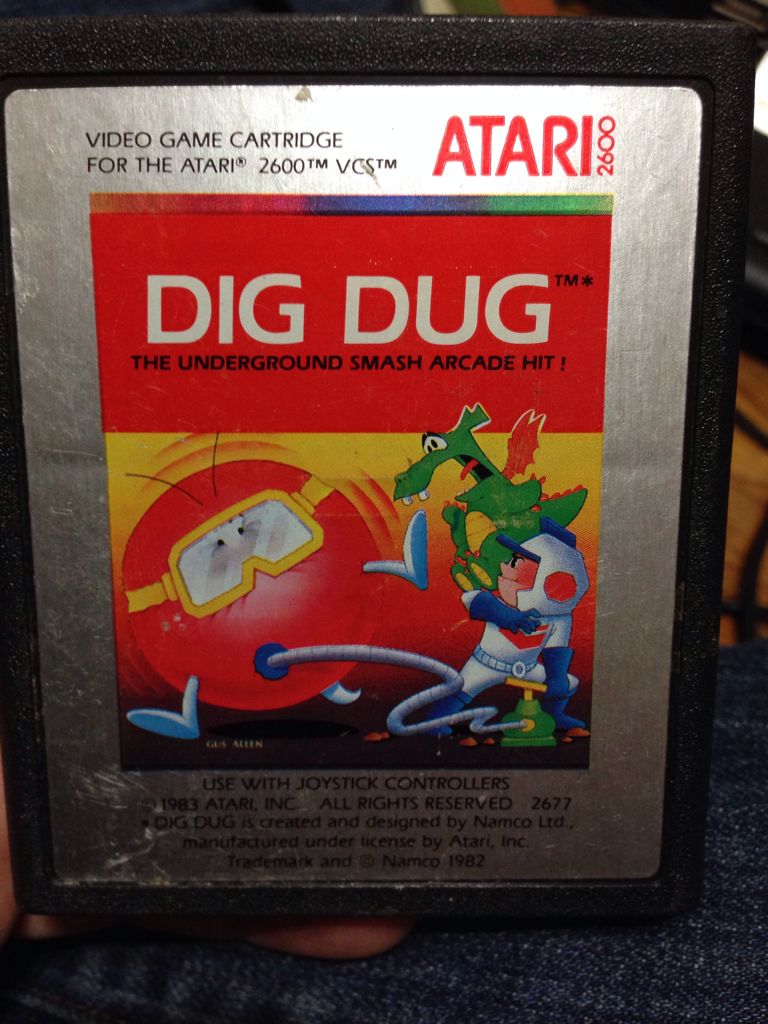 VIDEO GAME CARTRIDGE
FOR THE ATARI® 2600™ VCS™
ATARI 2600
DIG DUG™*
THE UNDERGROUND SMASH ARCADE HIT!
GUS ALLEN
USE WITH JOYSTICK CONTROLLERS
© 1983 ATARI, INC. ALL RIGHTS RESERVED 2677
* DIG DUG is created and designed by Namco Ltd.,
manufactured under license by Atari, Inc.
Trademark and © Namco 1982